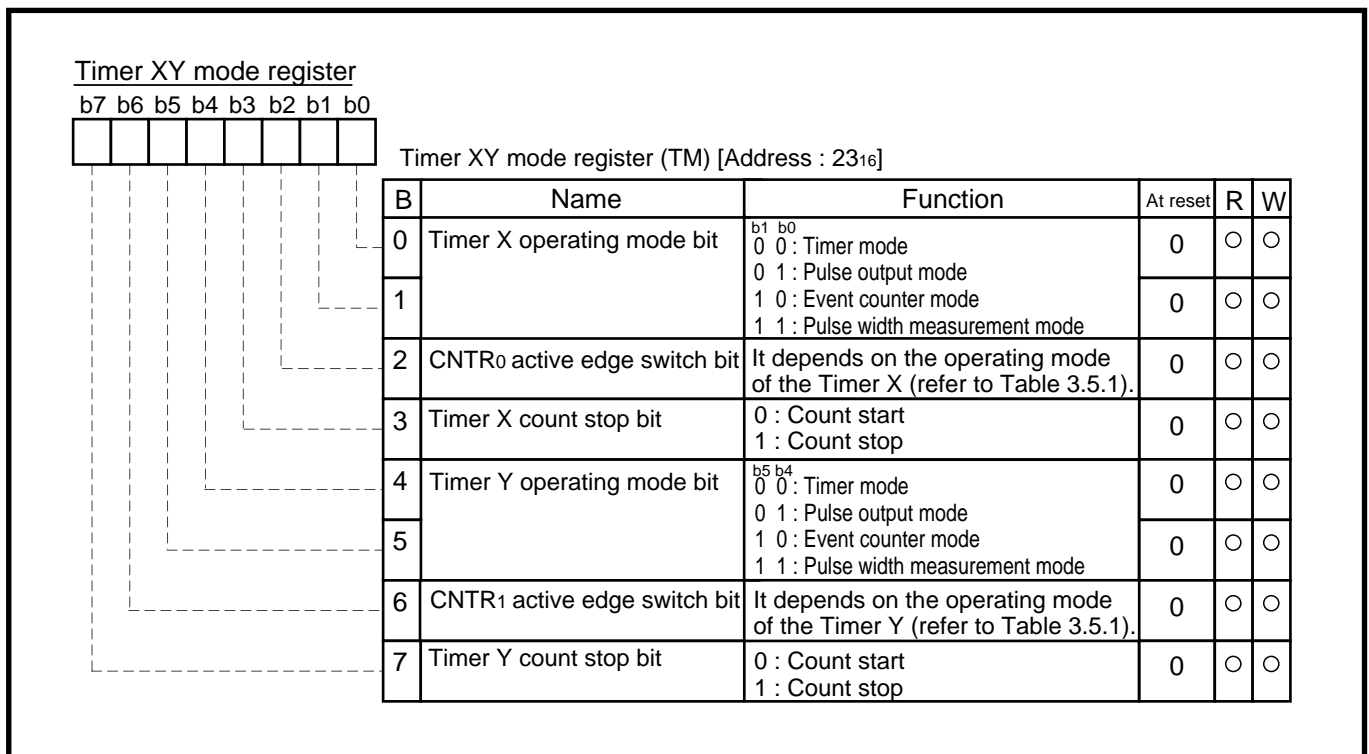 Timer XY mode register
b7 b6 b5 b4 b3 b2 b1 b0
Timer XY mode register (TM) [Address : 2316]
B Name Function At reset R W
0 Timer X operating mode bit b1 b0
0 0 : Timer mode 0 ○ ○
0 1 : Pulse output mode
1 1 0 : Event counter mode 0 ○ ○
1 1 : Pulse width measurement mode
2 CNTR0 active edge switch bit It depends on the operating mode
of the Timer X (refer to Table 3.5.1). 0 ○ ○
3 Timer X count stop bit 0 : Count start
1 : Count stop 0 ○ ○
4 Timer Y operating mode bit b5 b4
0 0 : Timer mode 0 ○ ○
0 1 : Pulse output mode
5 1 0 : Event counter mode 0 ○ ○
1 1 : Pulse width measurement mode
6 CNTR1 active edge switch bit It depends on the operating mode
of the Timer Y (refer to Table 3.5.1). 0 ○ ○
7 Timer Y count stop bit 0 : Count start
1 : Count stop 0 ○ ○